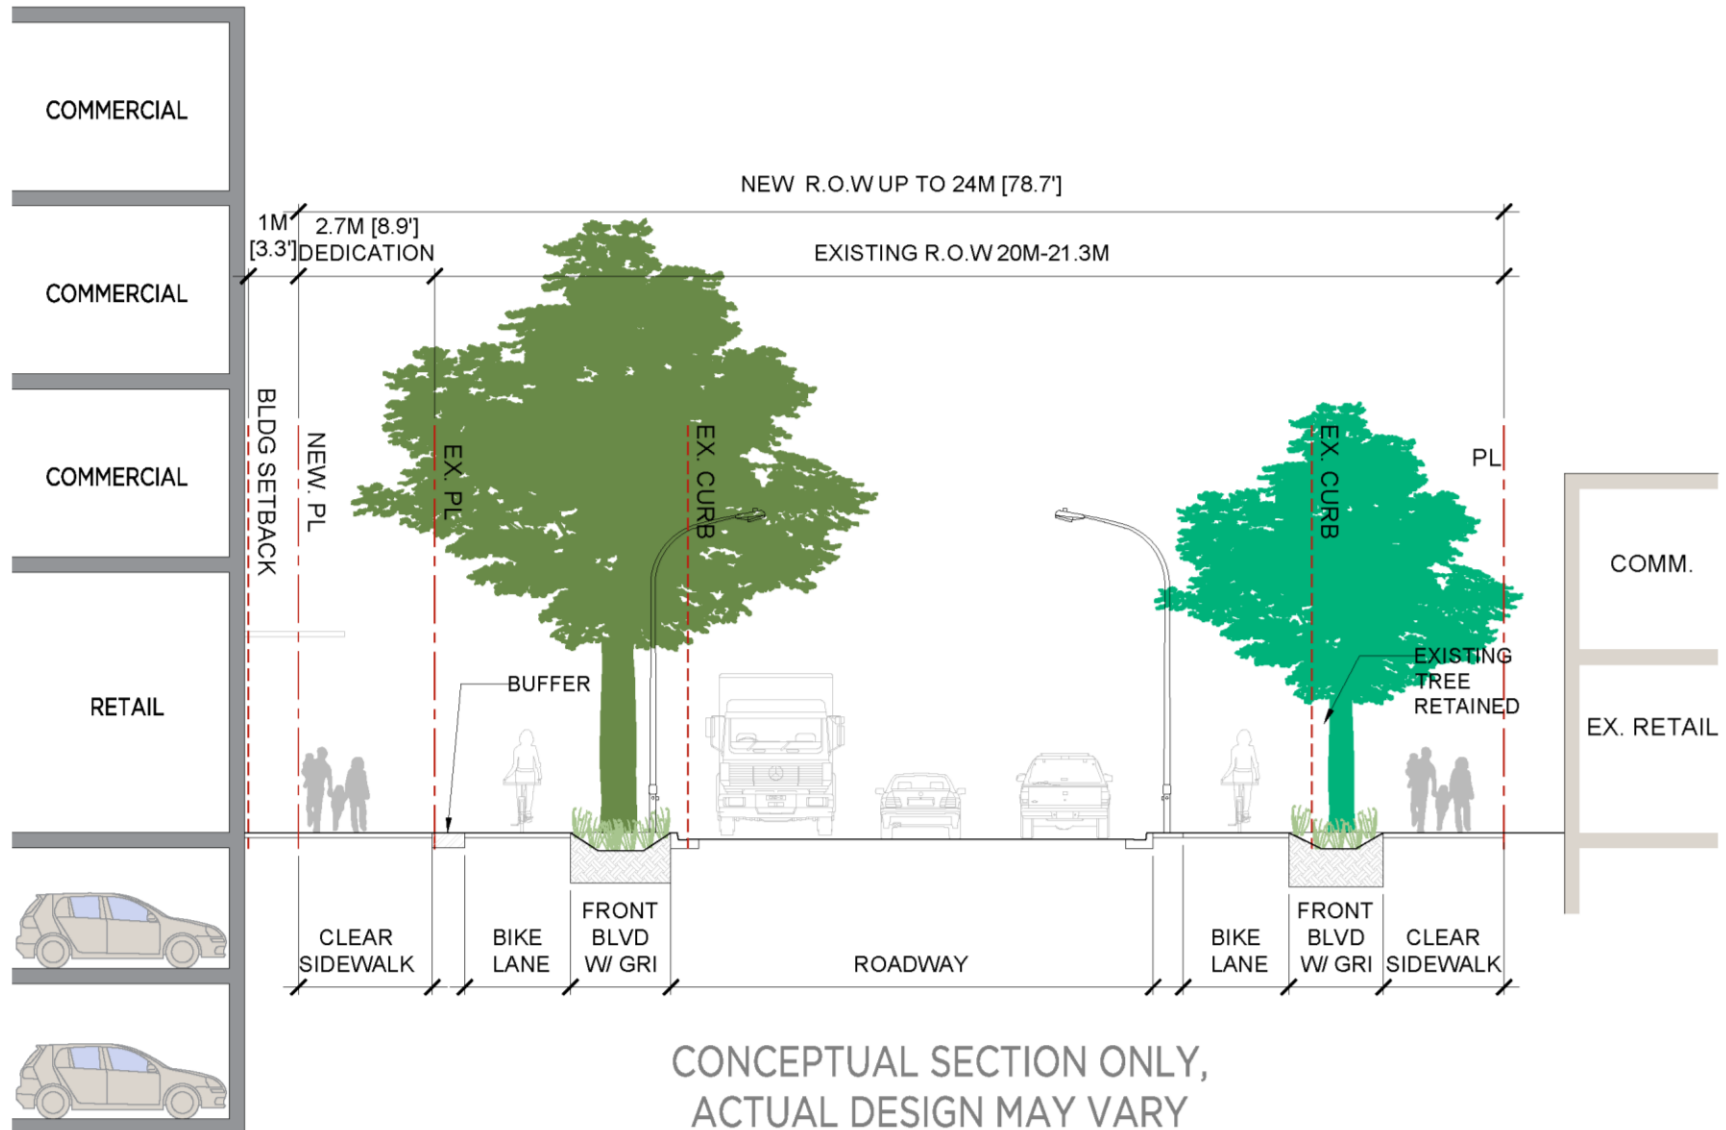 COMMERCIAL
COMMERCIAL
COMMERCIAL
RETAIL
NEW R.O.W UP TO 24M [78.7']
1M
[3.3']
2.7M [8.9']
DEDICATION
EXISTING R.O.W 20M-21.3M
BLDG SETBACK
NEW. PL
EX. PL
EX. CURB
EX. CURB
PL
COMM.
EX. RETAIL
BUFFER
EXISTING
TREE
RETAINED
CLEAR
SIDEWALK
BIKE
LANE
FRONT
BLVD
W/ GRI
ROADWAY
BIKE
LANE
FRONT
BLVD
W/ GRI
CLEAR
SIDEWALK
CONCEPTUAL SECTION ONLY,
ACTUAL DESIGN MAY VARY